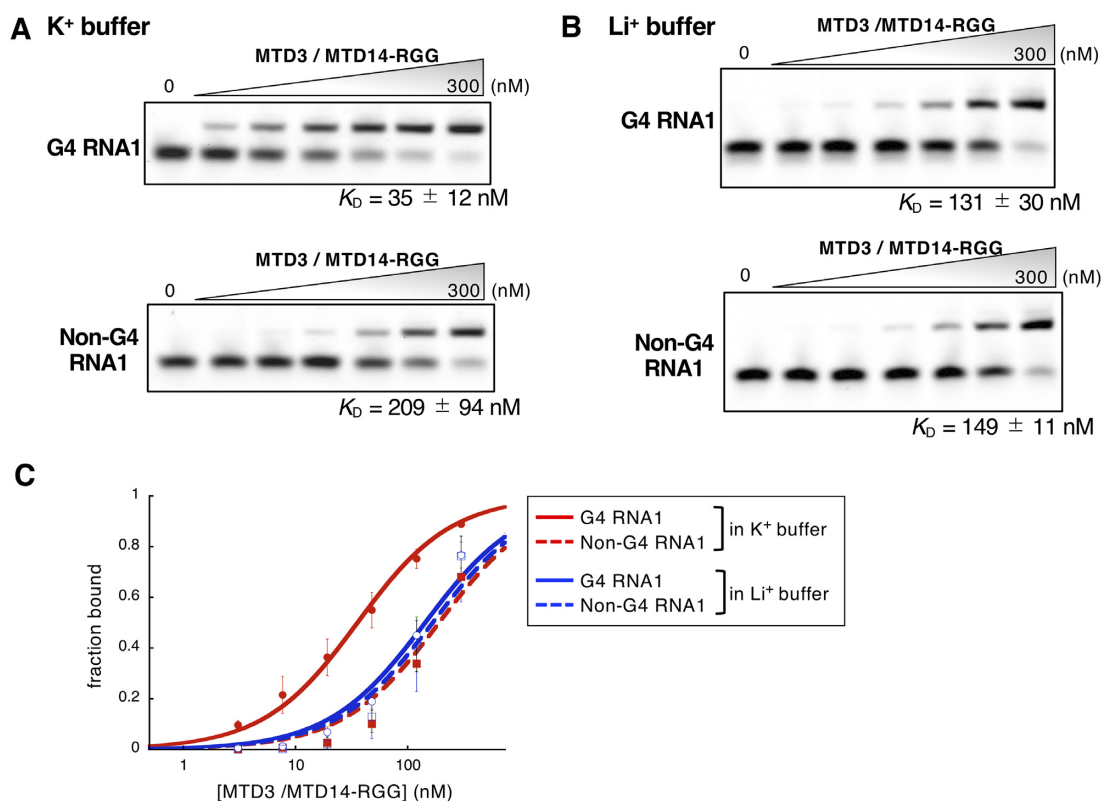 A K⁺ buffer
MTD3 / MTD14-RGG
0 300 (nM)
G4 RNA1
KD = 35 ± 12 nM
MTD3 / MTD14-RGG
0 300 (nM)
Non-G4
RNA1
KD = 209 ± 94 nM
B Li⁺ buffer
MTD3 /MTD14-RGG
0 300 (nM)
G4 RNA1
KD = 131 ± 30 nM
MTD3 / MTD14-RGG
0 300 (nM)
Non-G4
RNA1
KD = 149 ± 11 nM
C
fraction bound
1
0.8
0.6
0.4
0.2
0
1 10 100
[MTD3 /MTD14-RGG] (nM)
G4 RNA1
Non-G4 RNA1
in K⁺ buffer
G4 RNA1
Non-G4 RNA1
in Li⁺ buffer